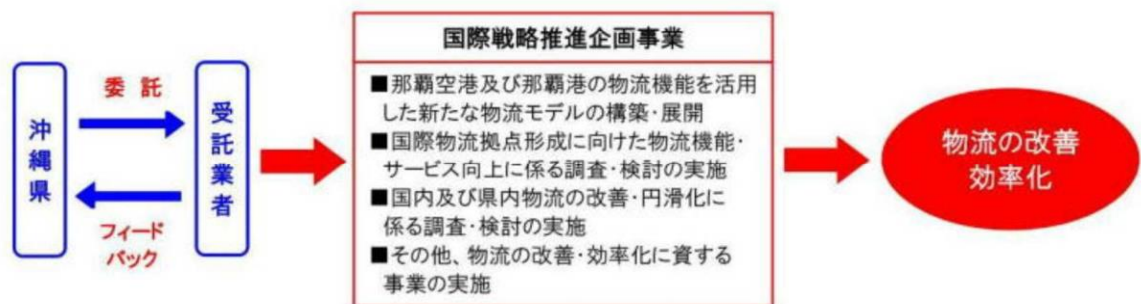 沖縄県
委託
フィード
バック
受託業者
国際戦略推進企画事業
■那覇空港及び那覇港の物流機能を活用
した新たな物流モデルの構築・展開
■国際物流拠点形成に向けた物流機能・
サービス向上に係る調査・検討の実施
■国内及び県内物流の改善・円滑化に
係る調査・検討の実施
■その他、物流の改善・効率化に資する
事業の実施
物流の改善
効率化